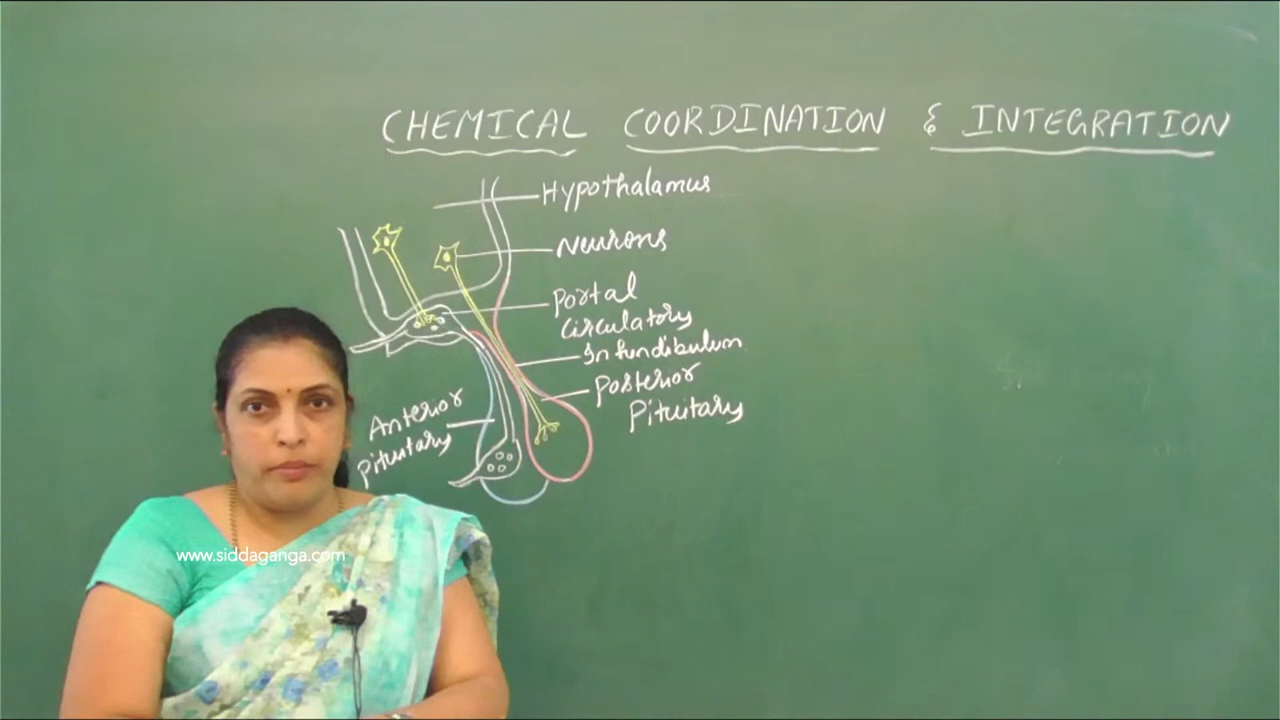 CHEMICAL COORDINATION & INTEGRATION
Hypothalamus
Neurons
Portal
Circulatory
Infundibulum
Posterior
Pituitary
Anterior
Pituitary
www.siddaganga.com